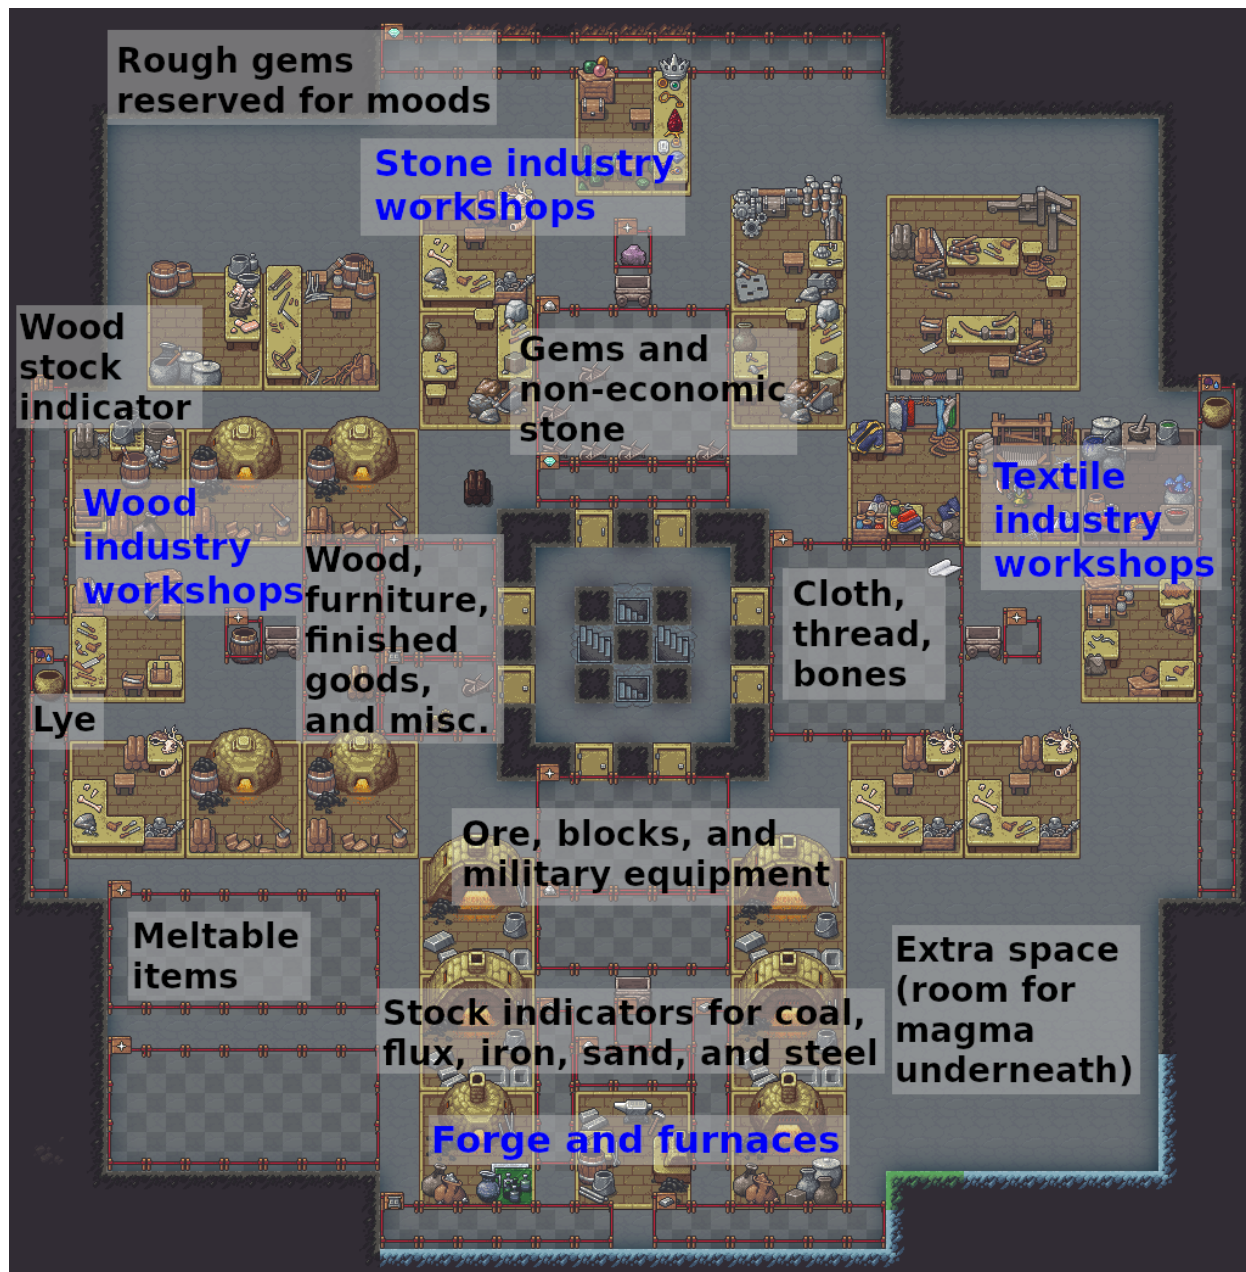 Rough gems
reserved for moods
Stone industry
workshops
Wood
stock
indicator
Gems and
non-economic
stone
Wood
industry
workshops
Textile
industry
workshops
Wood,
furniture,
finished
goods,
and misc.
Cloth,
thread,
bones
Lye
Ore, blocks, and
military equipment
Meltable
items
Extra space
(room for
magma
underneath)
Stock indicators for coal,
flux, iron, sand, and steel
Forge and furnaces